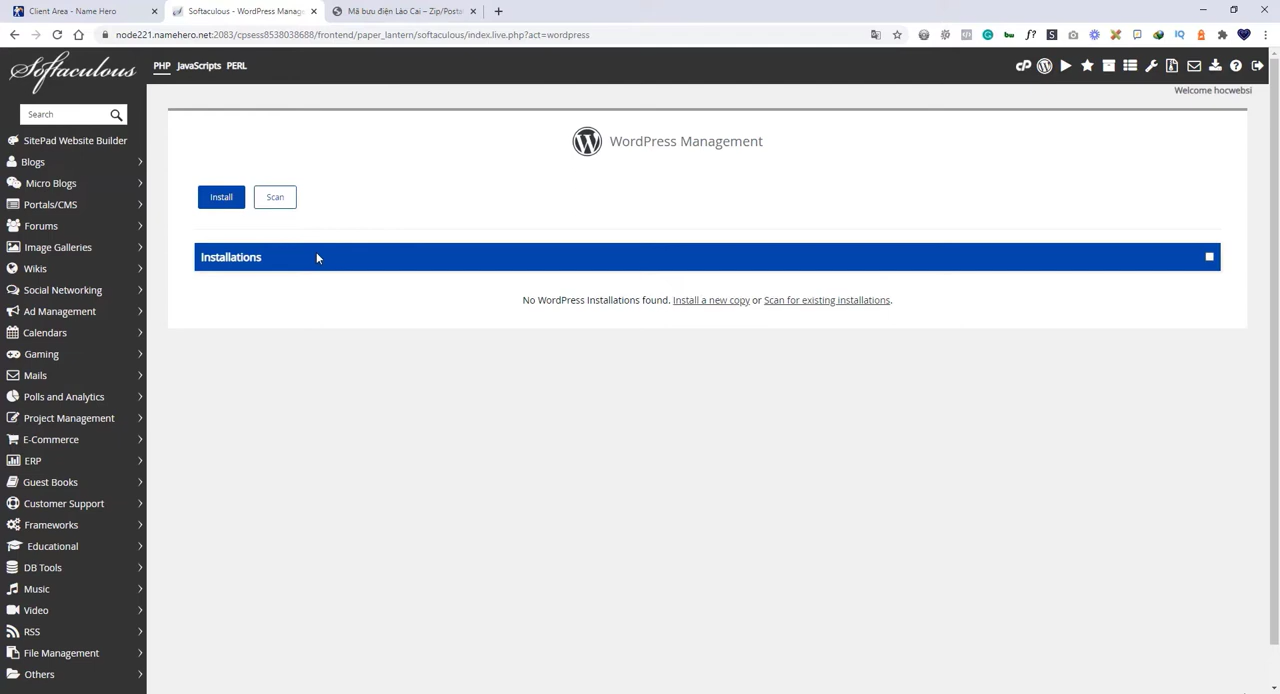 Client Area - Name Hero
Softaculous - WordPress Manage
Mã bưu điện Lào Cai – Zip/Posta
node221.namehero.net:2083/cpsess8538038688/frontend/paper_lantern/softaculous/index.live.php?act=wordpress
Softaculous
PHP JavaScripts PERL
Welcome hocwebsi
Search
SitePad Website Builder
Blogs
Micro Blogs
Portals/CMS
Forums
Image Galleries
Wikis
Social Networking
Ad Management
Calendars
Gaming
Mails
Polls and Analytics
Project Management
E-Commerce
ERP
Guest Books
Customer Support
Frameworks
Educational
DB Tools
Music
Video
RSS
File Management
Others
WordPress Management
Install Scan
Installations
No WordPress Installations found. Install a new copy or Scan for existing installations.